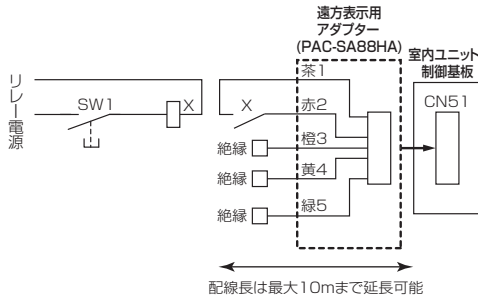 遠方表示用
アダプター
(PAC-SA88HA)
室内ユニット
制御基板
リレー電源
SW1
X
X
茶1
赤2
橙3
黄4
緑5
絶縁
絶縁
絶縁
CN51
配線長は最大10mまで延長可能